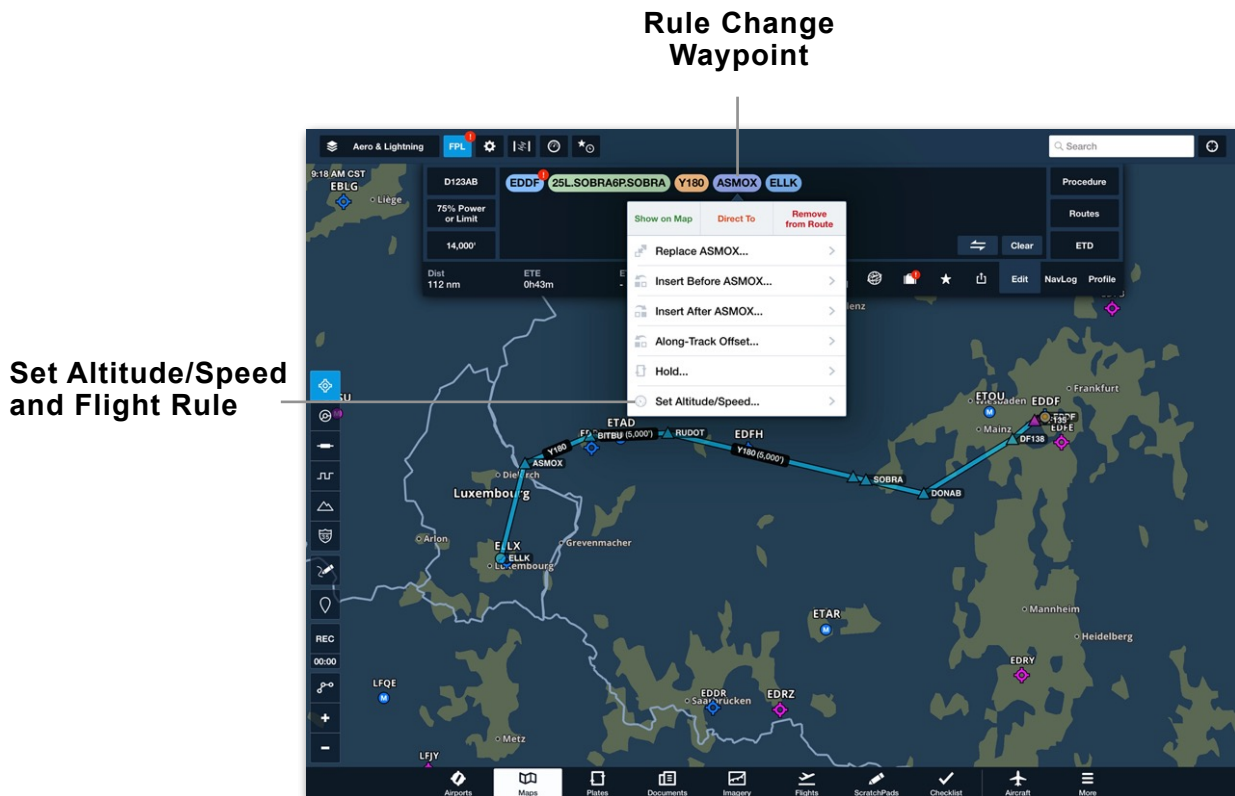 Rule Change
Waypoint
Set Altitude/Speed
and Flight Rule
Aero & Lightning
FPL
!
Search
9:18 AM CST
EBLG
Liège
D123AB
75% Power
or Limit
14,000'
EDDF
!
25L.SOBRA6P.SOBRA
Y180
ASMOX
ELLK
Procedure
Routes
ETD
Clear
Dist
112 nm
ETE
0h43m
!
Edit
NavLog
Profile
Show on Map
Direct To
Remove
from Route
Replace ASMOX...
Insert Before ASMOX...
Insert After ASMOX...
Along-Track Offset...
Hold...
Set Altitude/Speed...
lenz
SU
M
ETAD
BITBU (5,000')
RUDOT
EDFH
Y180 (5,000')
Y180
ASMOX
Diekirch
Luxembourg
SOBRA
DONAB
ETOU
M
Wiesbaden
EDDF
Frankfurt
Mainz
DF138
EDFE
Arlon
ELLX
ELLK
Luxembourg
Grevenmacher
ETAR
M
Mannheim
Heidelberg
EDRY
LFQE
M
EDDR
Saarbrücken
EDRZ
Metz
LFJY
REC
00:00
+
−
Airports
Maps
Plates
Documents
Imagery
Flights
ScratchPads
Checklist
Aircraft
More